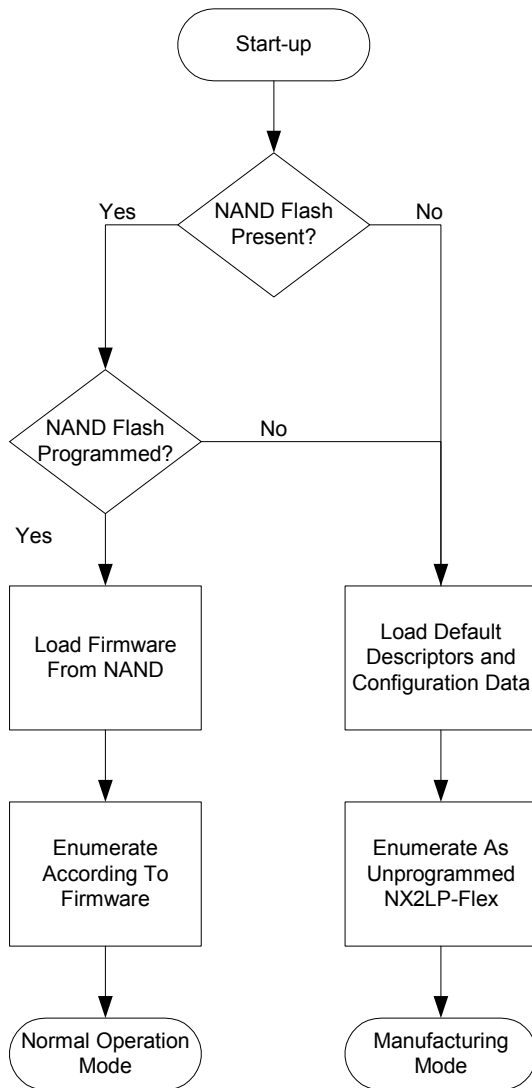 Start-up
NAND Flash
Present?
Yes
No
NAND Flash
Programmed?
No
Yes
Load Firmware
From NAND
Load Default
Descriptors and
Configuration Data
Enumerate
According To
Firmware
Enumerate As
Unprogrammed
NX2LP-Flex
Normal Operation
Mode
Manufacturing
Mode